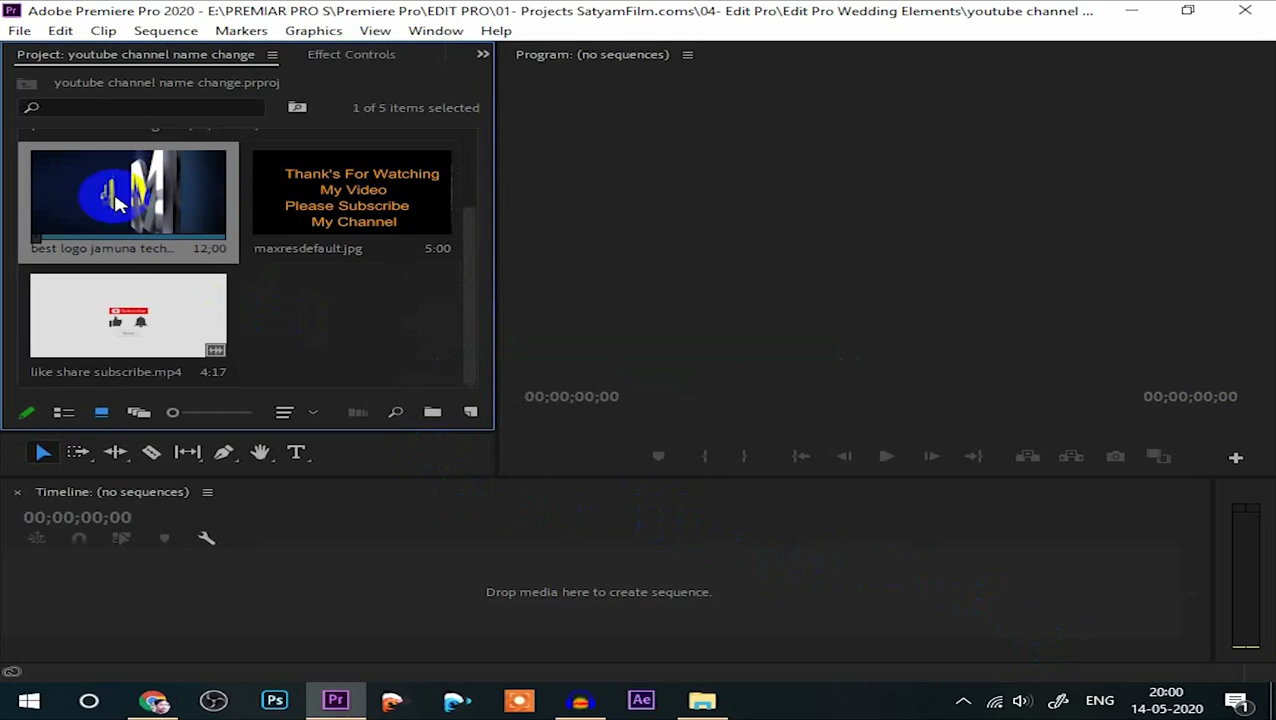 Adobe Premiere Pro 2020 - E:\PREMIAR PRO S\Premiere Pro\EDIT PRO\01- Projects SatyamFilm.coms\04- Edit Pro\Edit Pro Wedding Elements\youtube channel ...
File Edit Clip Sequence Markers Graphics View Window Help
Project: youtube channel name change Effect Controls
Program: (no sequences)
youtube channel name change.prproj
1 of 5 items selected
M
Thank's For Watching
My Video
Please Subscribe
My Channel
best logo jamuna tech... 12;00
maxresdefault.jpg 5:00
like share subscribe.mp4 4:17
00;00;00;00
00;00;00;00
T
Timeline: (no sequences)
00;00;00;00
Drop media here to create sequence.
Ps
Pr
Ae
ENG
20:00
14-05-2020
1